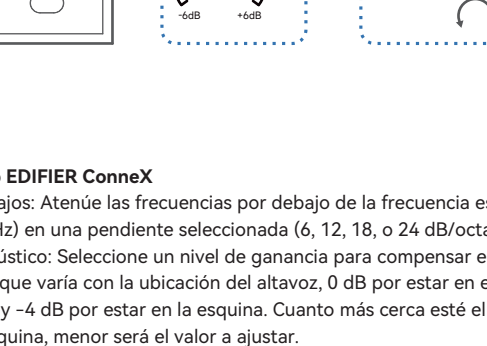 -6dB +6dB
EDIFIER ConneX
ajos: Atenúe las frecuencias por debajo de la frecuencia es
Hz) en una pendiente seleccionada (6, 12, 18, o 24 dB/octa
ústico: Seleccione un nivel de ganancia para compensar e
que varía con la ubicación del altavoz, 0 dB por estar en e
y -4 dB por estar en la esquina. Cuanto más cerca esté el
quina, menor será el valor a ajustar.